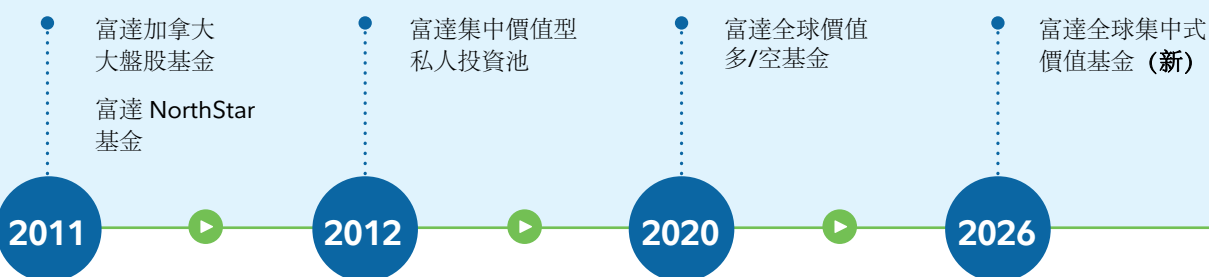 富達加拿大
大盤股基金
富達 NorthStar
基金
2011
富達集中價值型
私人投資池
2012
富達全球價值
多/空基金
2020
富達全球集中式
價值基金（新）
2026